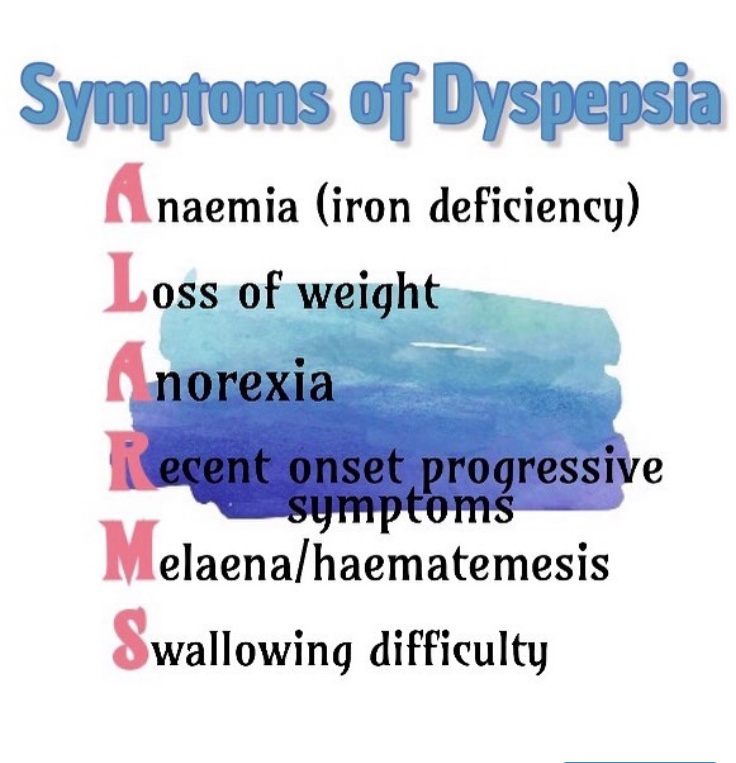 Symptoms of Dyspepsia
Anaemia (iron deficiency)
Loss of weight
Anorexia
Recent onset progressive
symptoms
Melaena/haematemesis
Swallowing difficulty